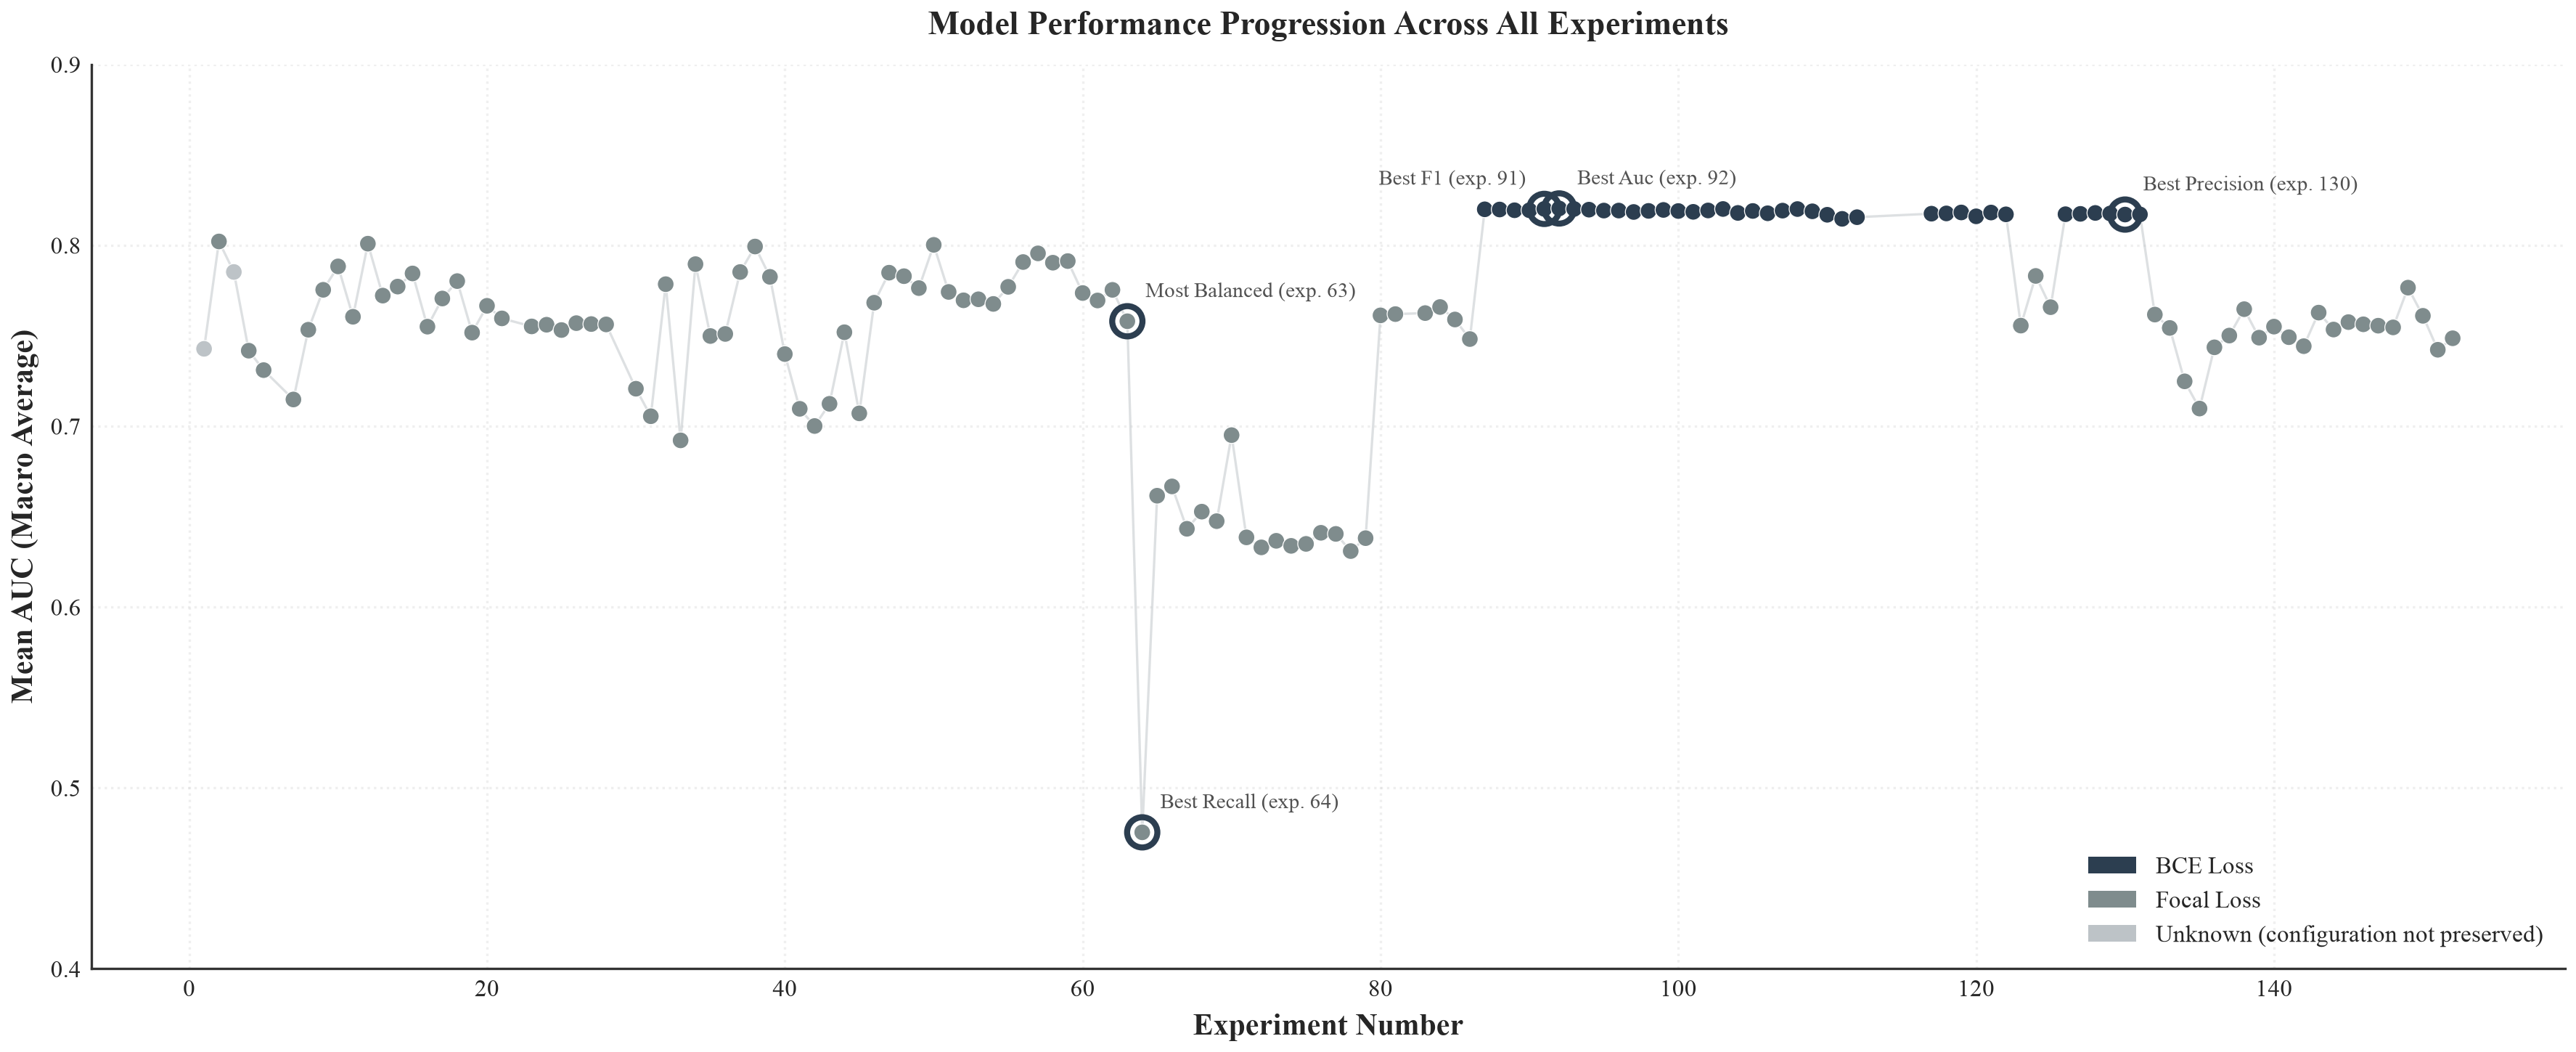 Model Performance Progression Across All Experiments
Mean AUC (Macro Average)
0.9
0.8
0.7
0.6
0.5
0.4
Best F1 (exp. 91)
Best Auc (exp. 92)
Best Precision (exp. 130)
Most Balanced (exp. 63)
Best Recall (exp. 64)
BCE Loss
Focal Loss
Unknown (configuration not preserved)
0
20
40
60
80
100
120
140
Experiment Number